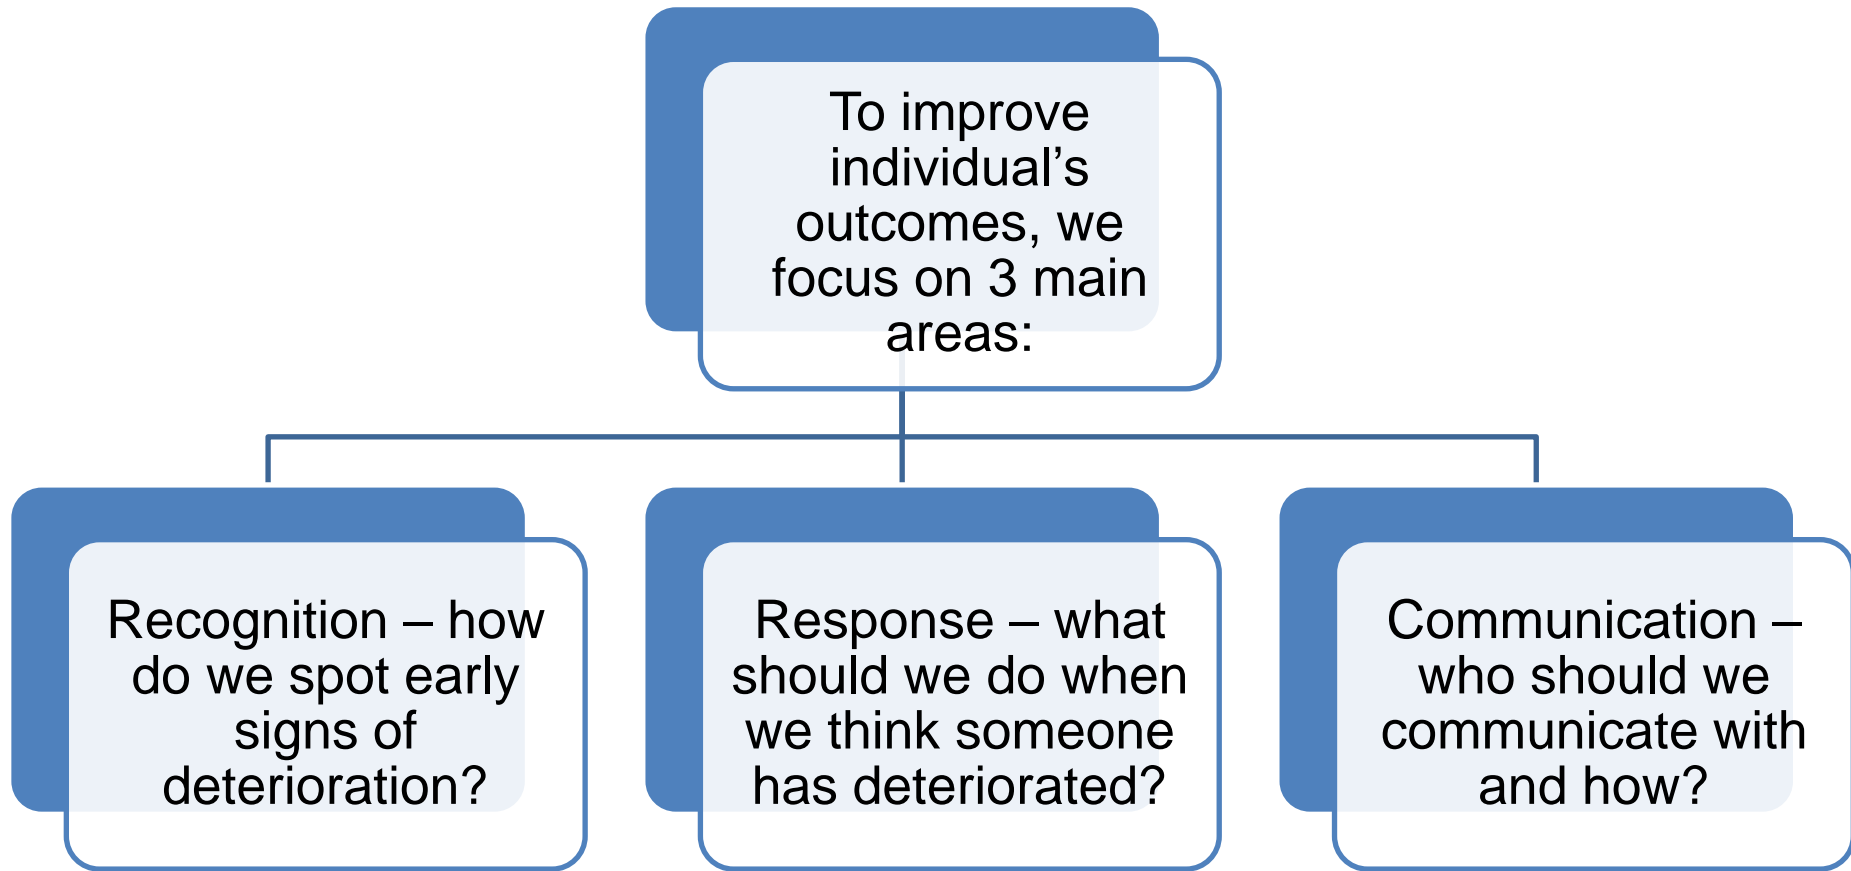 To improve
individual’s
outcomes, we
focus on 3 main
areas:
Recognition – how
do we spot early
signs of
deterioration?
Response – what
should we do when
we think someone
has deteriorated?
Communication –
who should we
communicate with
and how?